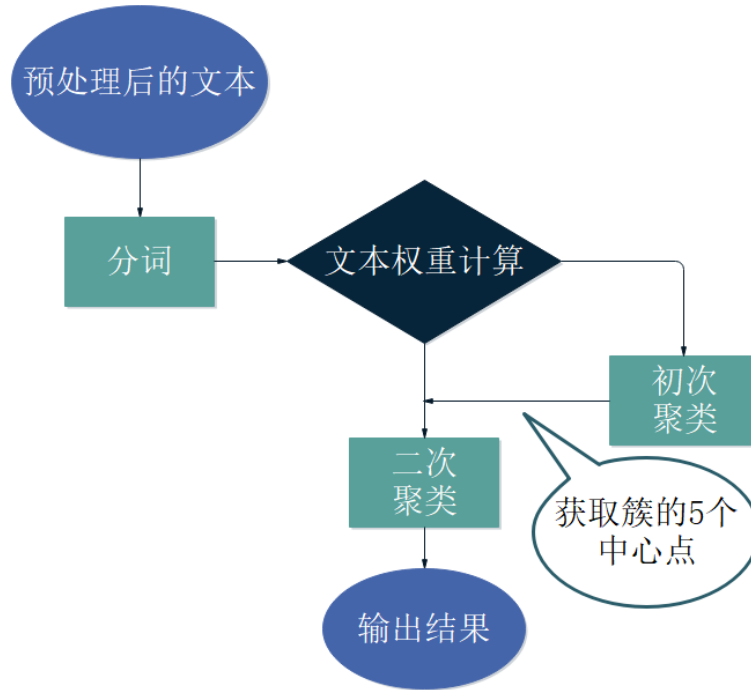 预处理后的文本
分词
文本权重计算
初次
聚类
二次
聚类
获取簇的5个
中心点
输出结果